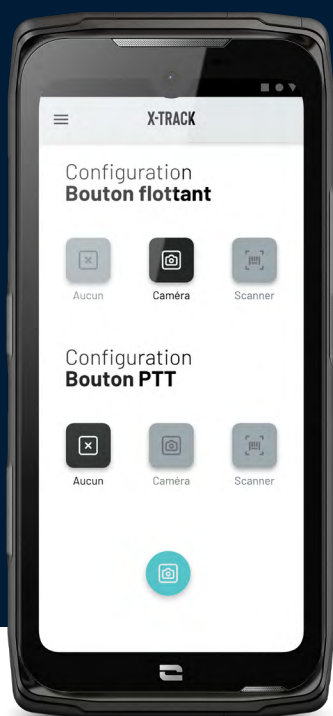 X-TRACK
Configuration
Bouton flottant
Aucun
Caméra
Scanner
Configuration
Bouton PTT
Aucun
Caméra
Scanner